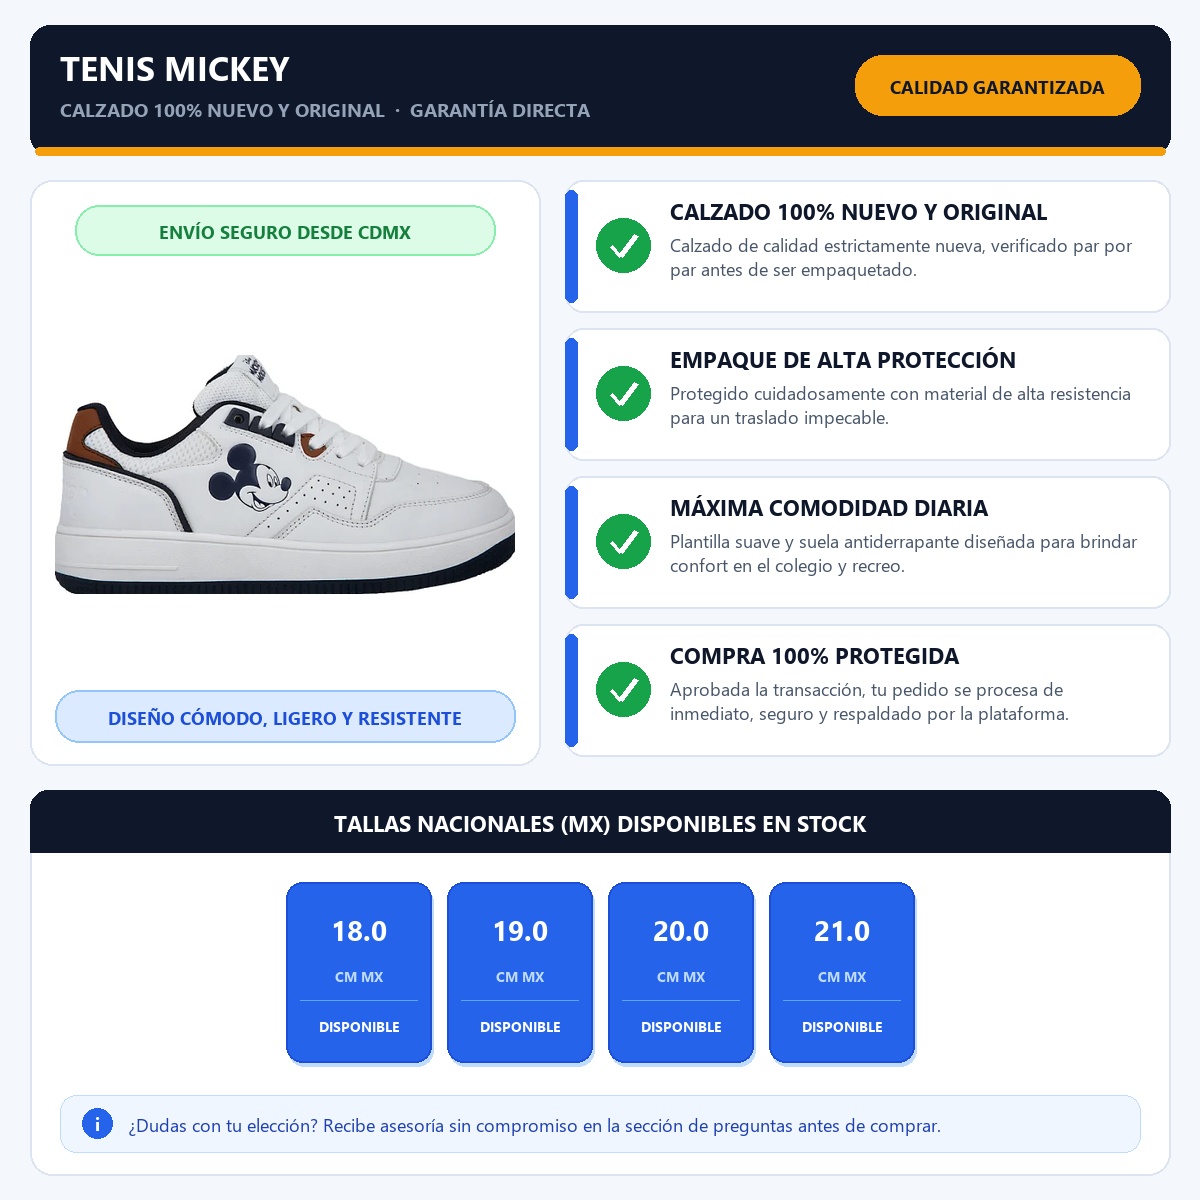 TENIS MICKEY
CALZADO 100% NUEVO Y ORIGINAL · GARANTÍA DIRECTA
CALIDAD GARANTIZADA
ENVÍO SEGURO DESDE CDMX
DISEÑO CÓMODO, LIGERO Y RESISTENTE
CALZADO 100% NUEVO Y ORIGINAL
Calzado de calidad estrictamente nueva, verificado par por
par antes de ser empaquetado.
EMPAQUE DE ALTA PROTECCIÓN
Protegido cuidadosamente con material de alta resistencia
para un traslado impecable.
MÁXIMA COMODIDAD DIARIA
Plantilla suave y suela antiderrapante diseñada para brindar
confort en el colegio y recreo.
COMPRA 100% PROTEGIDA
Aprobada la transacción, tu pedido se procesa de
inmediato, seguro y respaldado por la plataforma.
TALLAS NACIONALES (MX) DISPONIBLES EN STOCK
18.0
CM MX
DISPONIBLE
19.0
CM MX
DISPONIBLE
20.0
CM MX
DISPONIBLE
21.0
CM MX
DISPONIBLE
¿Dudas con tu elección? Recibe asesoría sin compromiso en la sección de preguntas antes de comprar.